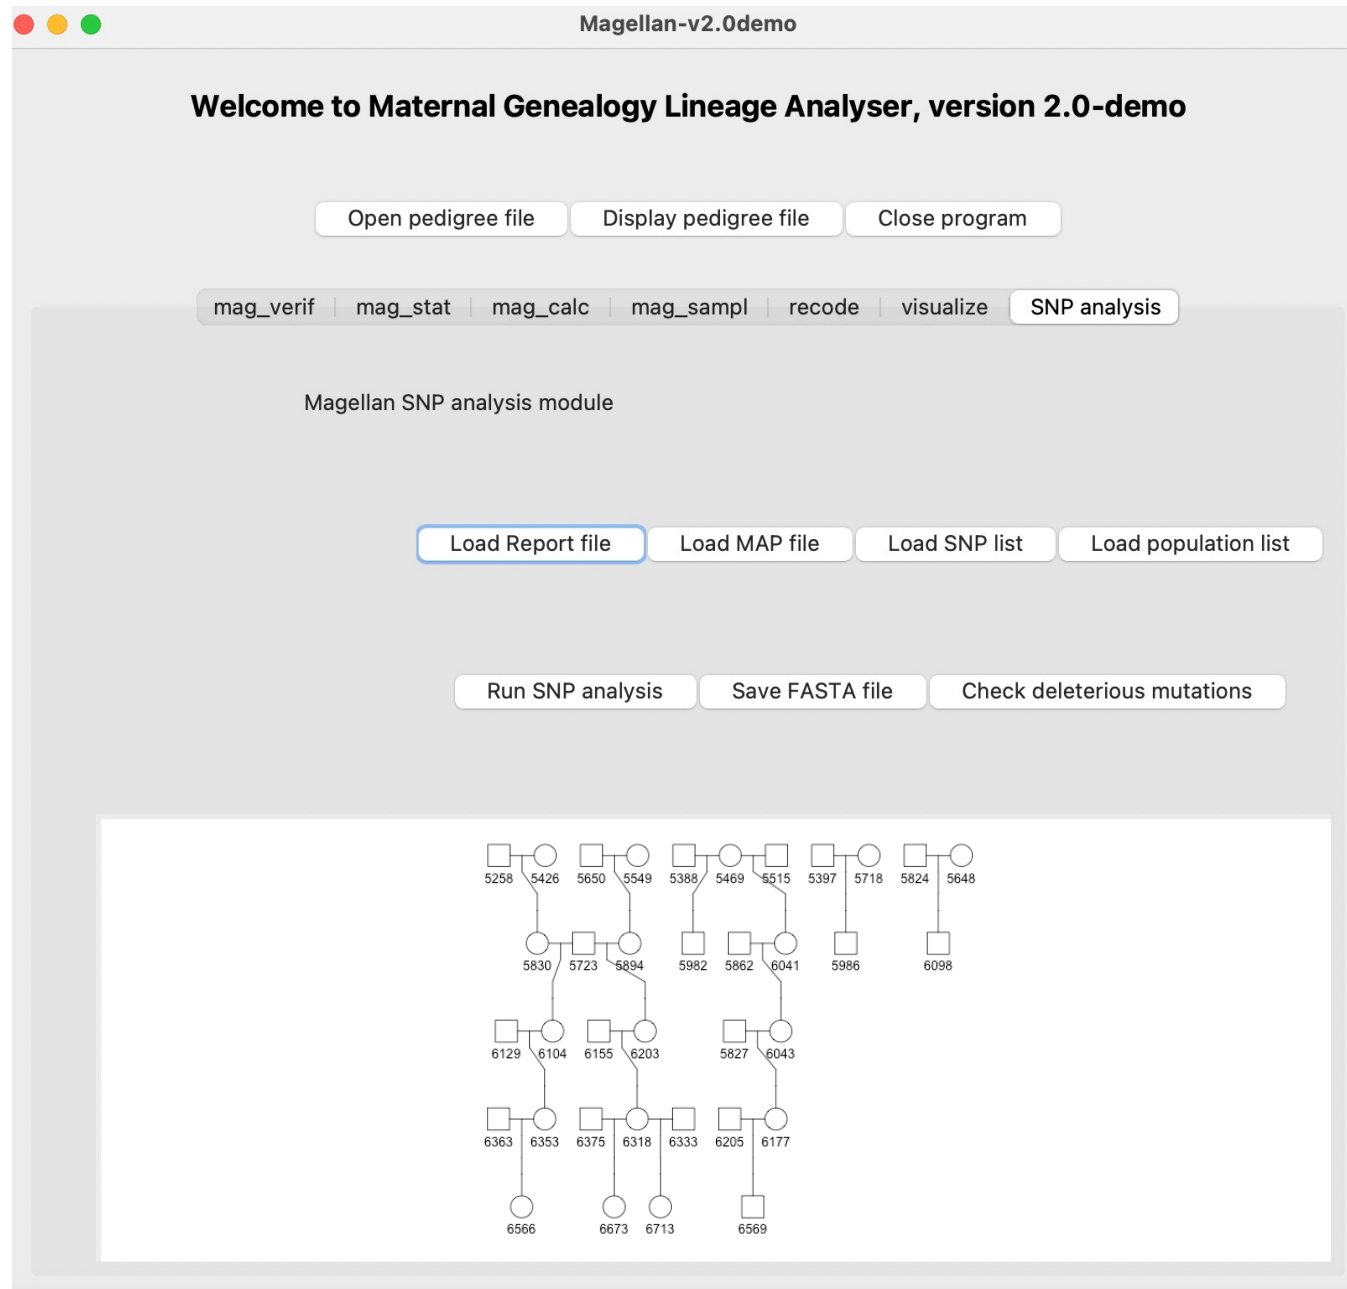 Magellan-v2.0demo
Welcome to Maternal Genealogy Lineage Analyser, version 2.0-demo
Open pedigree file Display pedigree file Close program
mag_verif mag_stat mag_calc mag_sampl recode visualize SNP analysis
Magellan SNP analysis module
Load Report file Load MAP file Load SNP list Load population list
Run SNP analysis Save FASTA file Check deleterious mutations
5258 5426 5650 5549 5388 5469 5515 5397 5718 5824 5648
5830 5723 5894 5982 5862 6041 5986 6098
6129 6104 6155 6203 5827 6043
6363 6353 6375 6318 6333 6205 6177
6566 6673 6713 6569